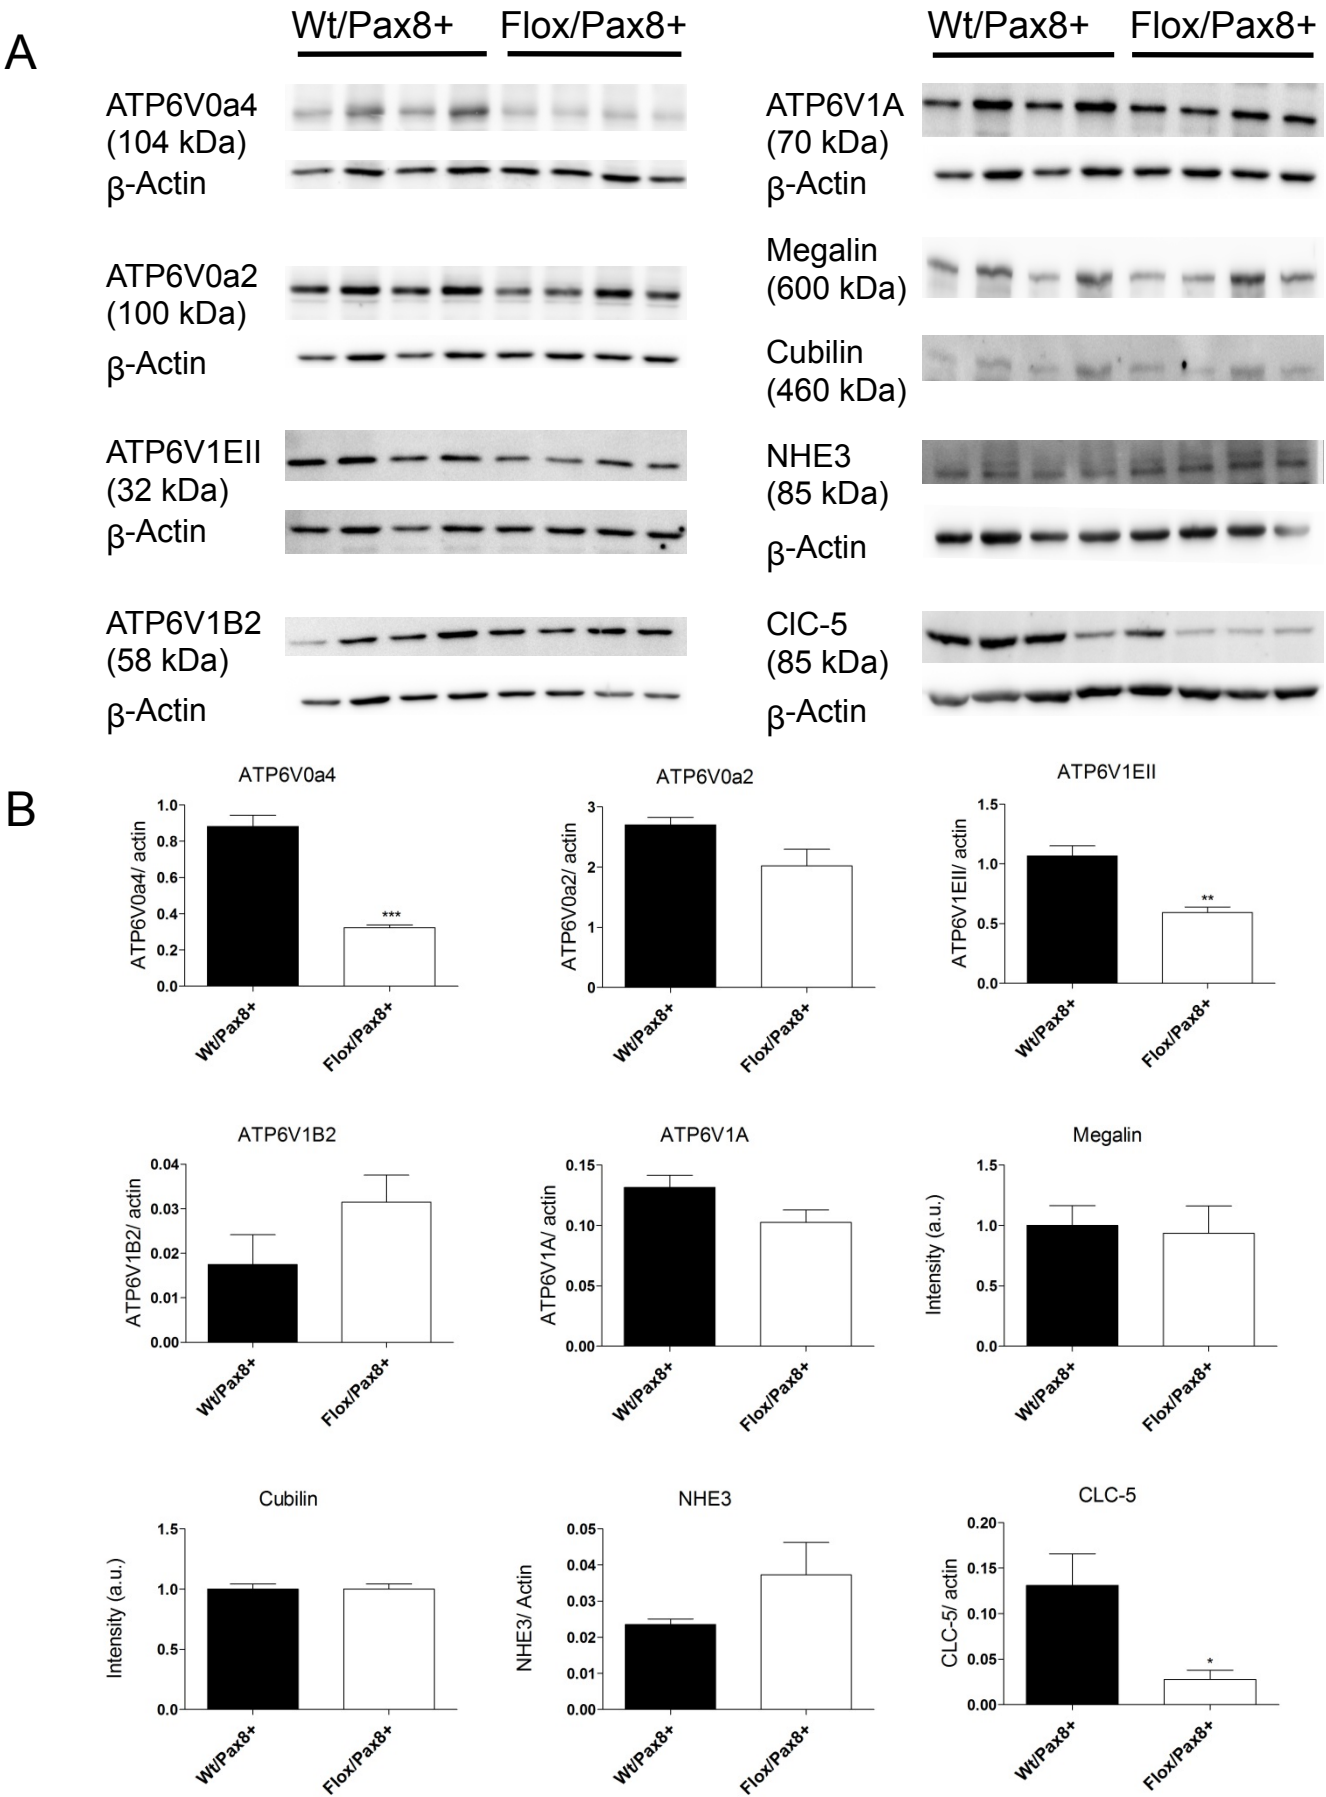 A
Wt/Pax8+ Flox/Pax8+
ATP6V0a4
(104 kDa)
β-Actin
ATP6V0a2
(100 kDa)
β-Actin
ATP6V1EII
(32 kDa)
β-Actin
ATP6V1B2
(58 kDa)
β-Actin
Wt/Pax8+ Flox/Pax8+
ATP6V1A
(70 kDa)
β-Actin
Megalin
(600 kDa)
Cubilin
(460 kDa)
NHE3
(85 kDa)
β-Actin
ClC-5
(85 kDa)
β-Actin
B
ATP6V0a4
ATP6V0a4/ actin
1.0
0.8
0.6
0.4
0.2
0.0
***
Wt/Pax8+
Flox/Pax8+
ATP6V0a2
ATP6V0a2/ actin
3
2
1
0
Wt/Pax8+
Flox/Pax8+
ATP6V1EII
ATP6V1EII/ actin
1.5
1.0
0.5
0.0
**
Wt/Pax8+
Flox/Pax8+
ATP6V1B2
ATP6V1B2/ actin
0.04
0.03
0.02
0.01
0.00
Wt/Pax8+
Flox/Pax8+
ATP6V1A
ATP6V1A/ actin
0.15
0.10
0.05
0.00
Wt/Pax8+
Flox/Pax8+
Megalin
Intensity (a.u.)
1.5
1.0
0.5
0.0
Wt/Pax8+
Flox/Pax8+
Cubilin
Intensity (a.u.)
1.5
1.0
0.5
0.0
Wt/Pax8+
Flox/Pax8+
NHE3
NHE3/ Actin
0.05
0.04
0.03
0.02
0.01
0.00
Wt/Pax8+
Flox/Pax8+
CLC-5
CLC-5/ actin
0.20
0.15
0.10
0.05
0.00
*
Wt/Pax8+
Flox/Pax8+